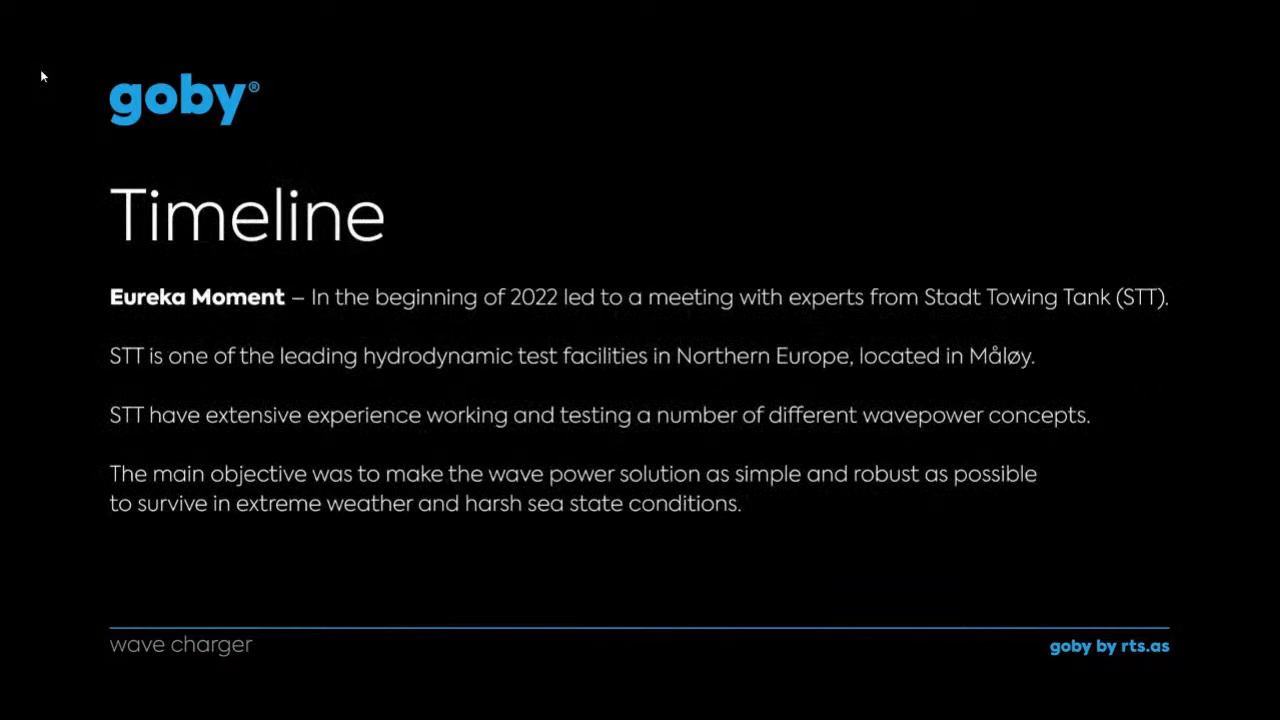 goby®
Timeline
Eureka Moment – In the beginning of 2022 led to a meeting with experts from Stadt Towing Tank (STT).
STT is one of the leading hydrodynamic test facilities in Northern Europe, located in Måløy.
STT have extensive experience working and testing a number of different wavepower concepts.
The main objective was to make the wave power solution as simple and robust as possible
to survive in extreme weather and harsh sea state conditions.
wave charger
goby by rts.as